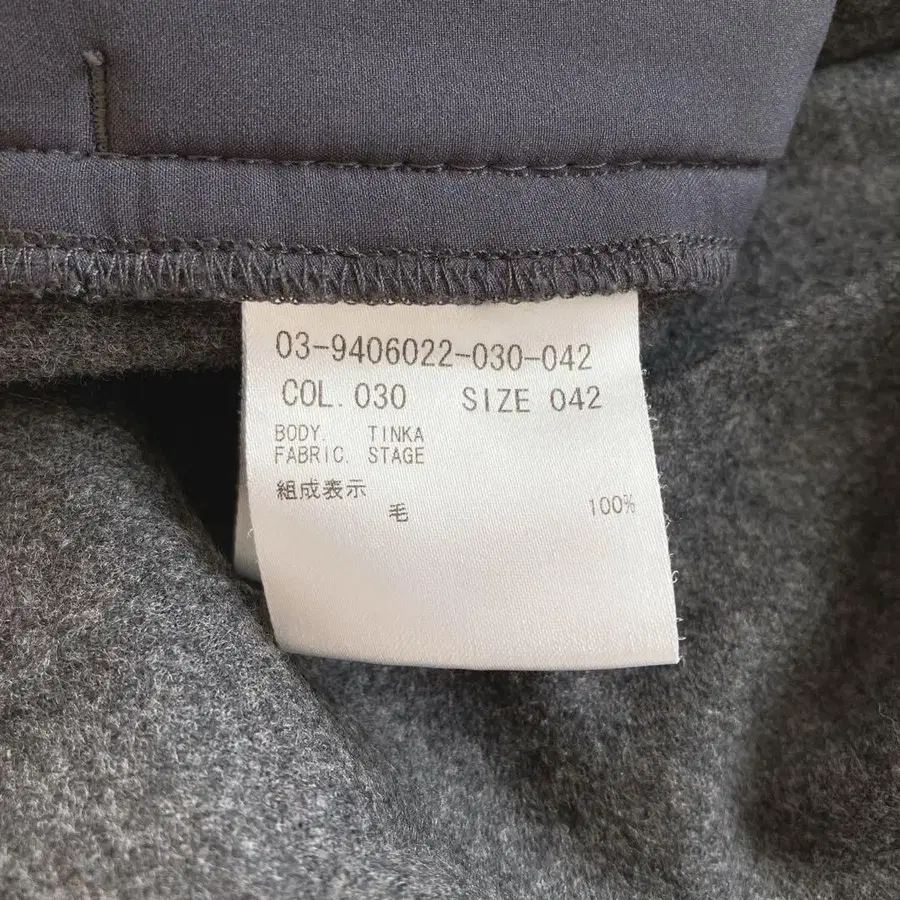 03-9406022-030-042
COL. 030 SIZE 042
BODY. TINKA
FABRIC. STAGE
組成表示
毛 100%